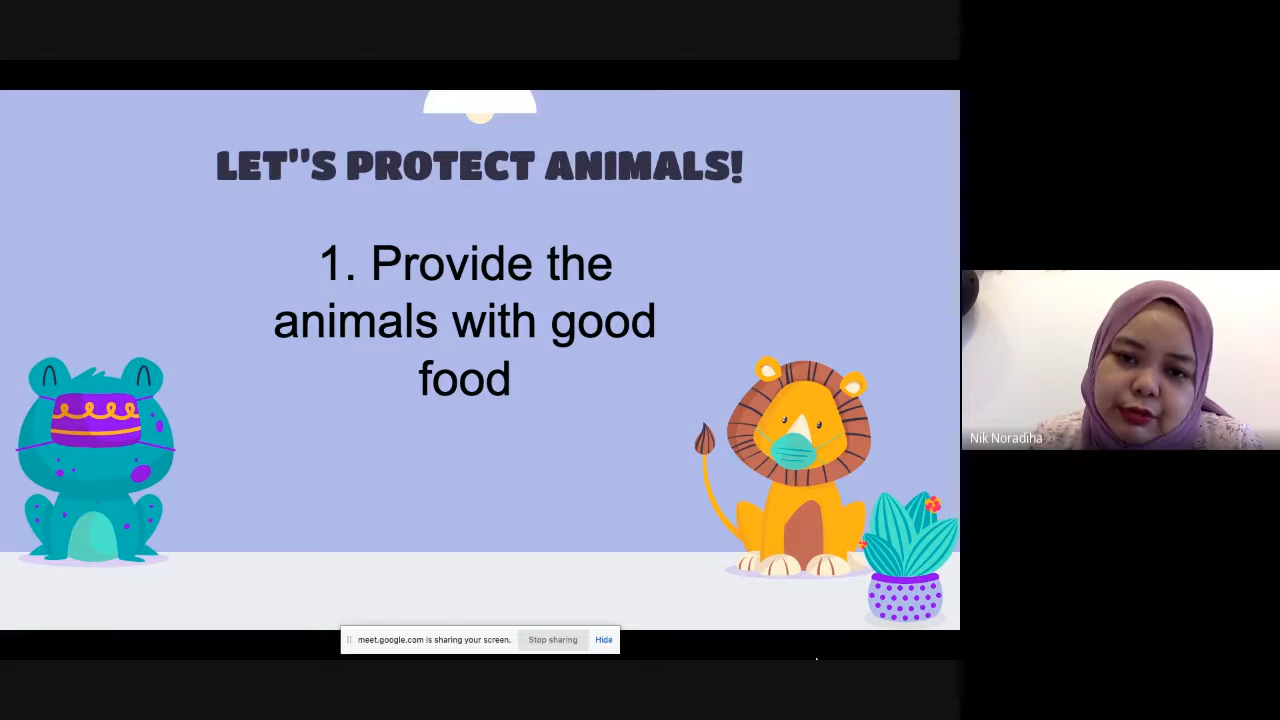 LET"S PROTECT ANIMALS!
1. Provide the
animals with good
food
Nik Noradiha
meet.google.com is sharing your screen. Stop sharing Hide